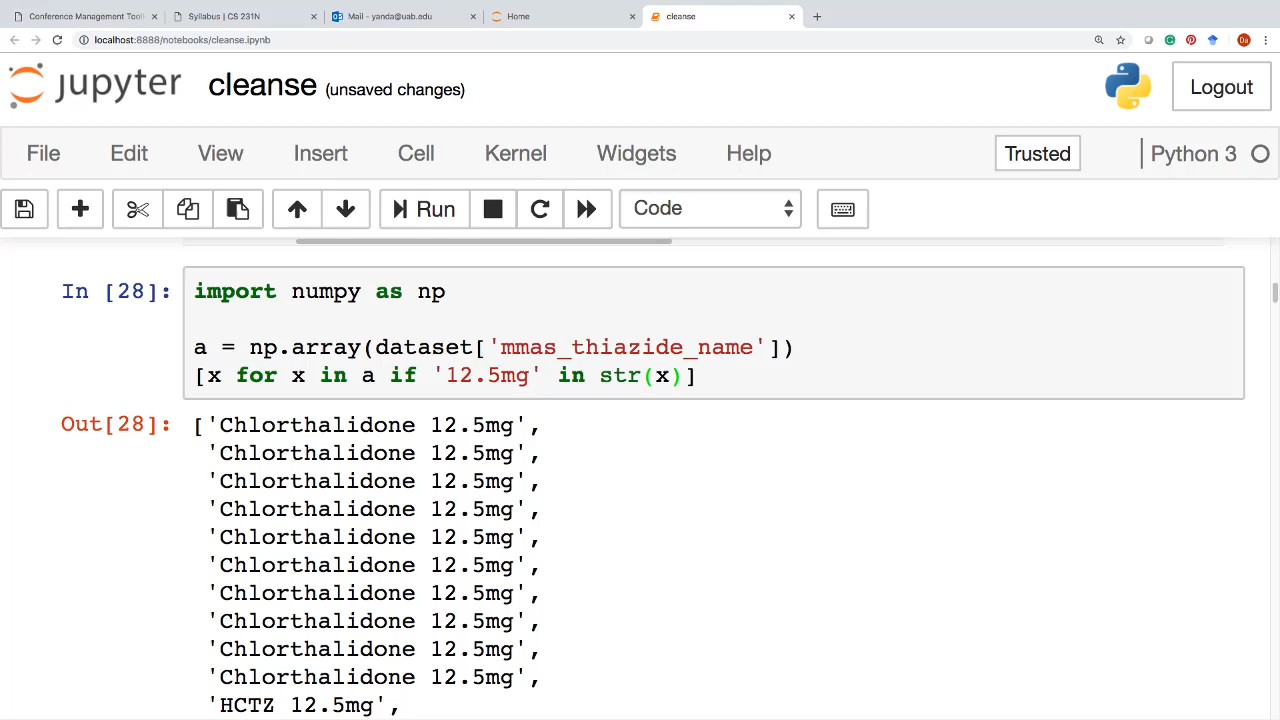 Conference Management Tool Syllabus | CS 231N Mail - yanda@uab.edu Home cleanse
localhost:8888/notebooks/cleanse.ipynb Da
jupyter cleanse (unsaved changes) Logout
File Edit View Insert Cell Kernel Widgets Help Trusted Python 3
Run Code
In [28]: import numpy as np
a = np.array(dataset['mmas_thiazide_name'])
[x for x in a if '12.5mg' in str(x)]
Out[28]: ['Chlorthalidone 12.5mg',
'Chlorthalidone 12.5mg',
'Chlorthalidone 12.5mg',
'Chlorthalidone 12.5mg',
'Chlorthalidone 12.5mg',
'Chlorthalidone 12.5mg',
'Chlorthalidone 12.5mg',
'Chlorthalidone 12.5mg',
'Chlorthalidone 12.5mg',
'Chlorthalidone 12.5mg',
'HCTZ 12.5mg',